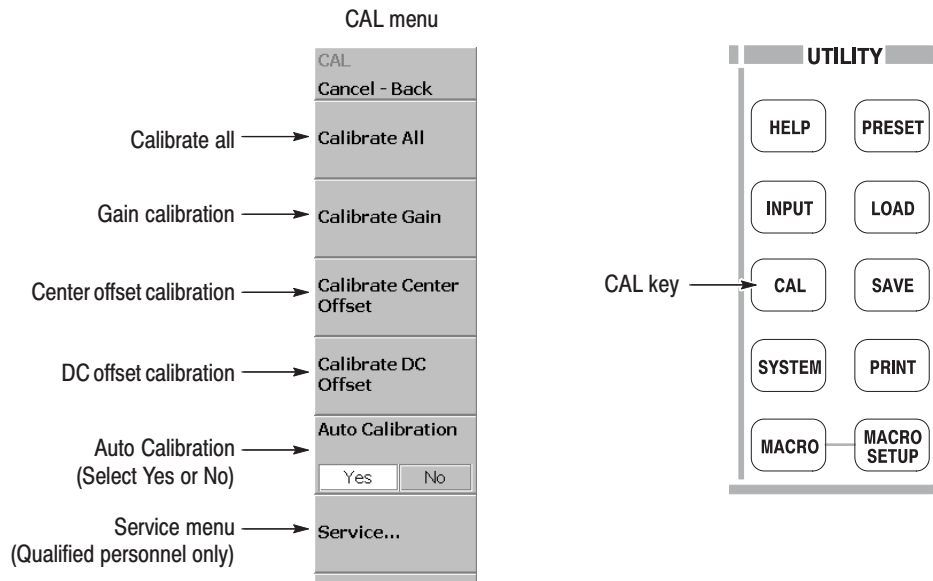 CAL menu
CAL
Cancel - Back
Calibrate all
Calibrate All
Gain calibration
Calibrate Gain
Center offset calibration
Calibrate Center
Offset
DC offset calibration
Calibrate DC
Offset
Auto Calibration
(Select Yes or No)
Auto Calibration
Yes No
Service menu
(Qualified personnel only)
Service...
UTILITY
HELP PRESET
INPUT LOAD
CAL key
CAL SAVE
SYSTEM PRINT
MACRO MACRO
SETUP